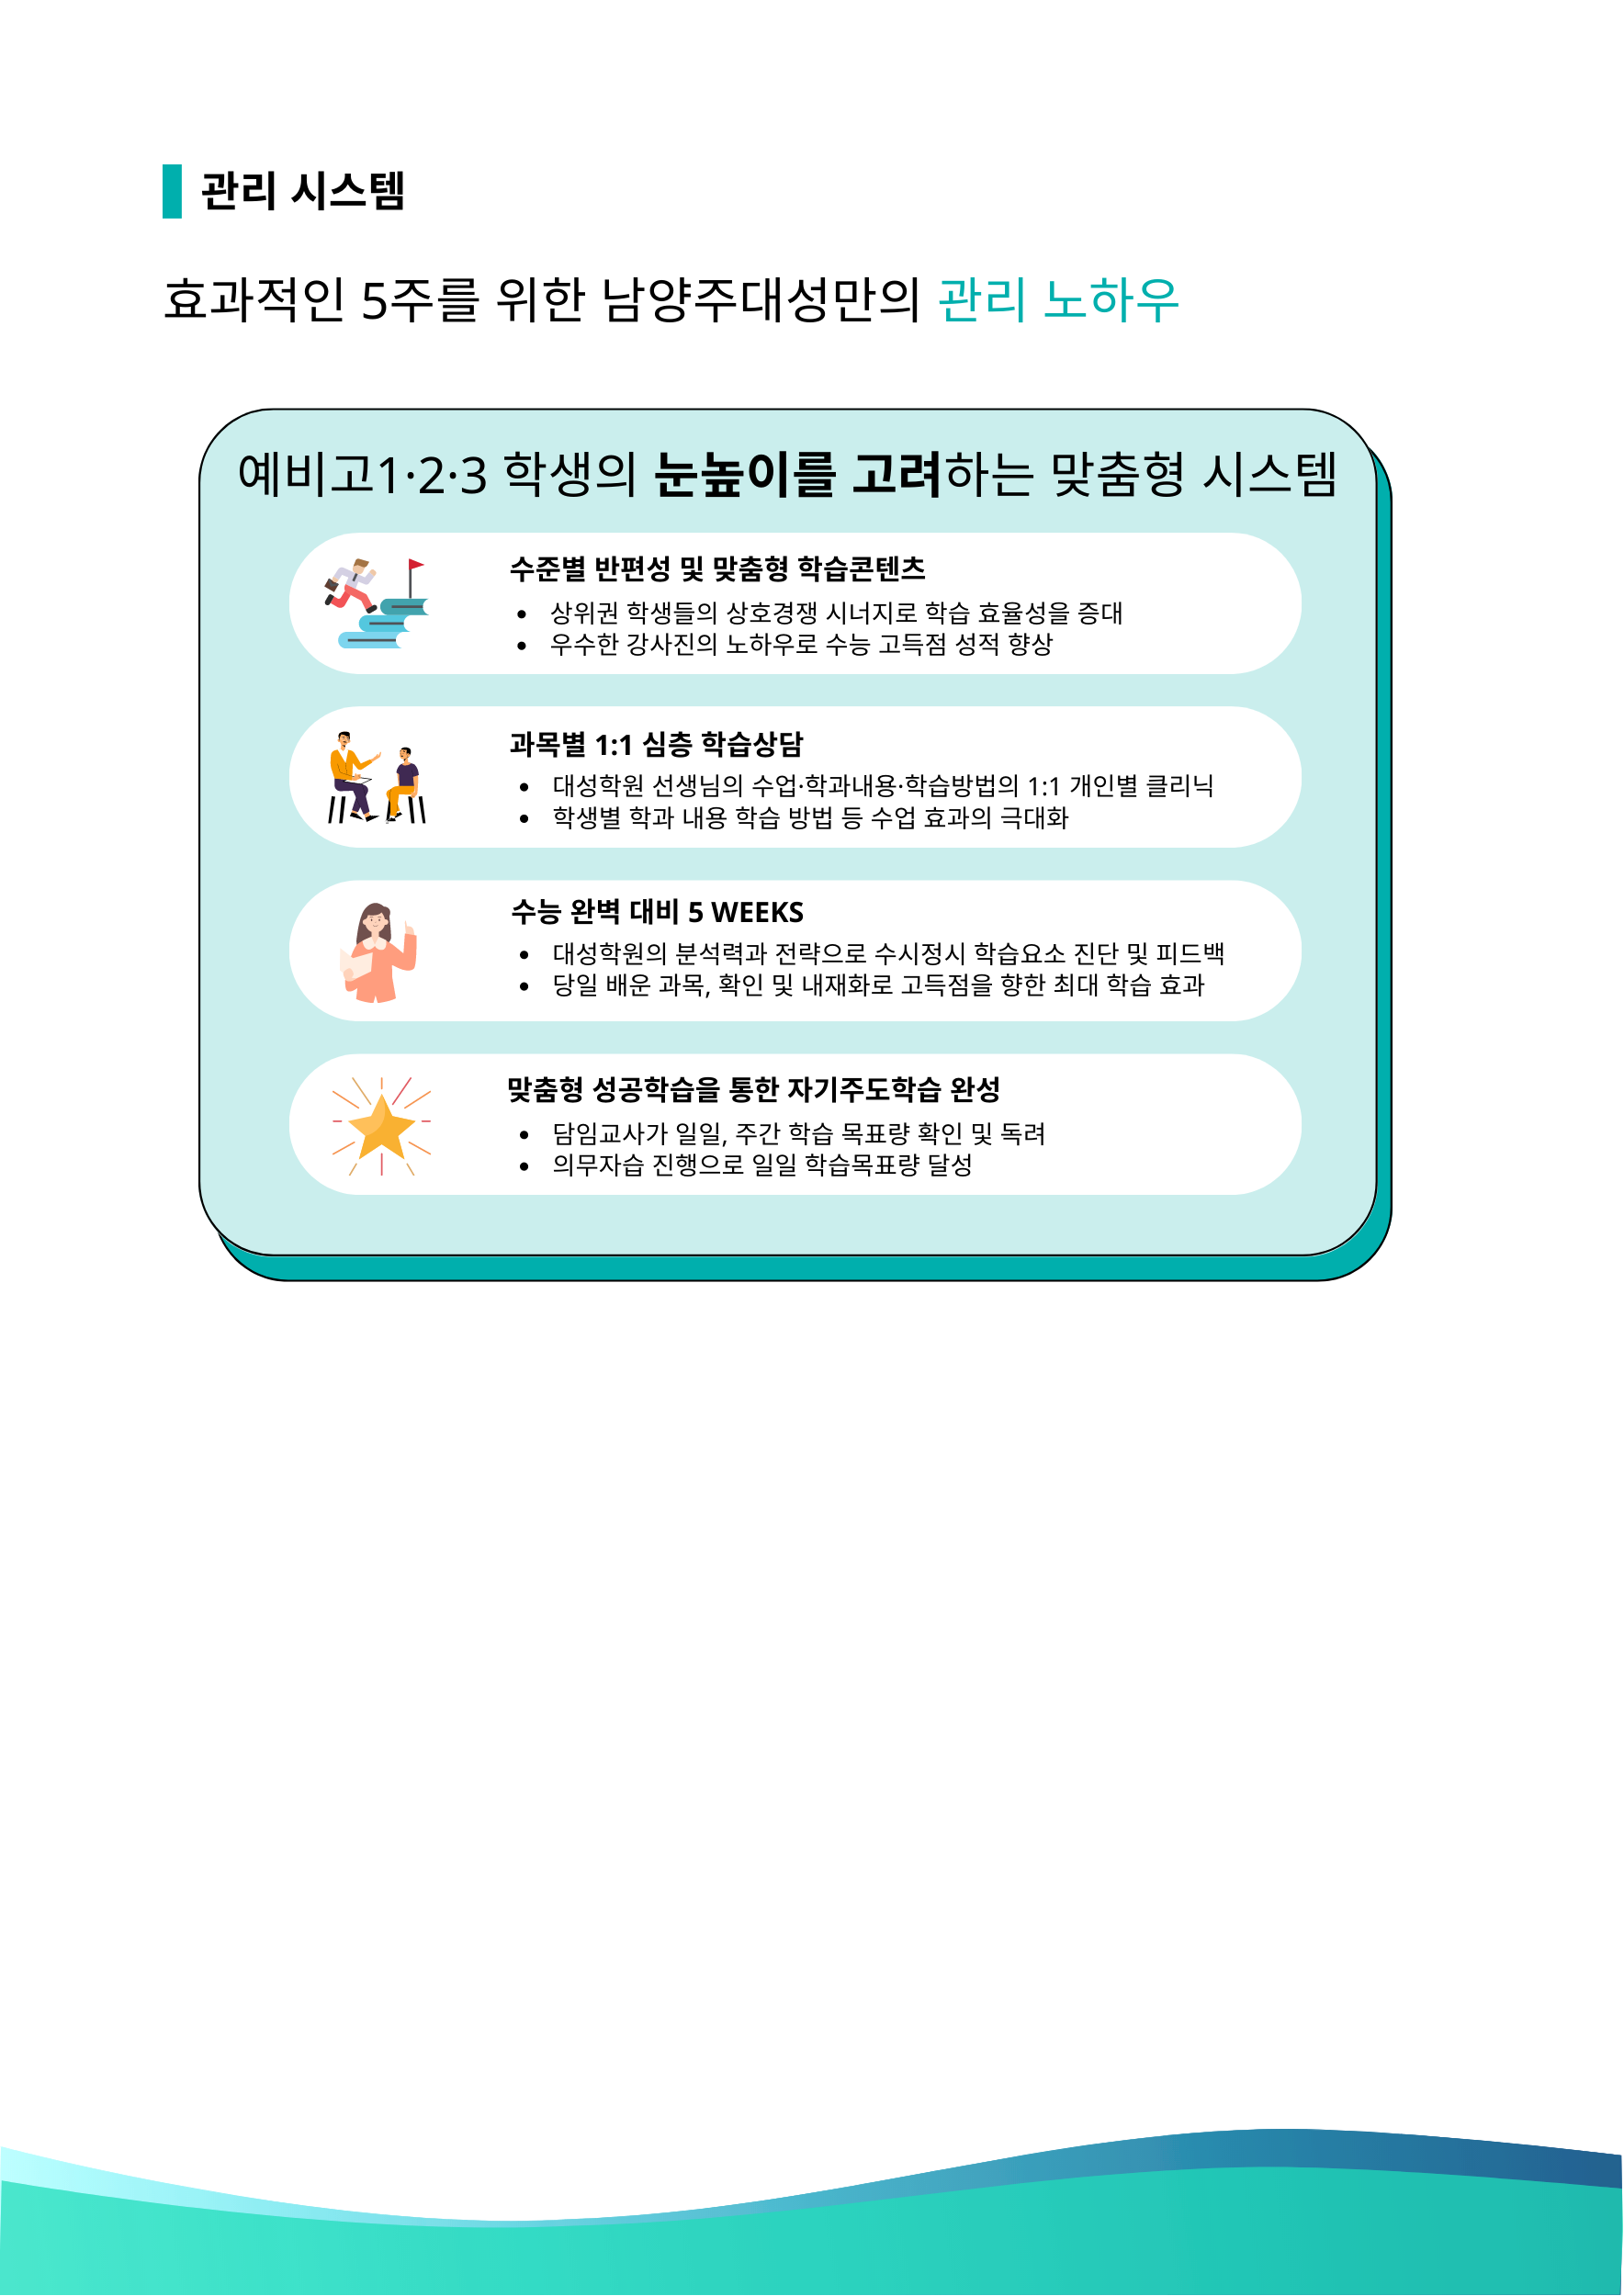 관리 시스템
효과적인 5주를 위한 남양주대성만의 관리 노하우
예비고1·2·3 학생의 눈높이를 고려하는 맞춤형 시스템
수준별 반편성 및 맞춤형 학습콘텐츠
• 상위권 학생들의 상호경쟁 시너지로 학습 효율성을 증대
• 우수한 강사진의 노하우로 수능 고득점 성적 향상
과목별 1:1 심층 학습상담
• 대성학원 선생님의 수업·학과내용·학습방법의 1:1 개인별 클리닉
• 학생별 학과 내용 학습 방법 등 수업 효과의 극대화
수능 완벽 대비 5 WEEKS
• 대성학원의 분석력과 전략으로 수시정시 학습요소 진단 및 피드백
• 당일 배운 과목, 확인 및 내재화로 고득점을 향한 최대 학습 효과
맞춤형 성공학습을 통한 자기주도학습 완성
• 담임교사가 일일, 주간 학습 목표량 확인 및 독려
• 의무자습 진행으로 일일 학습목표량 달성